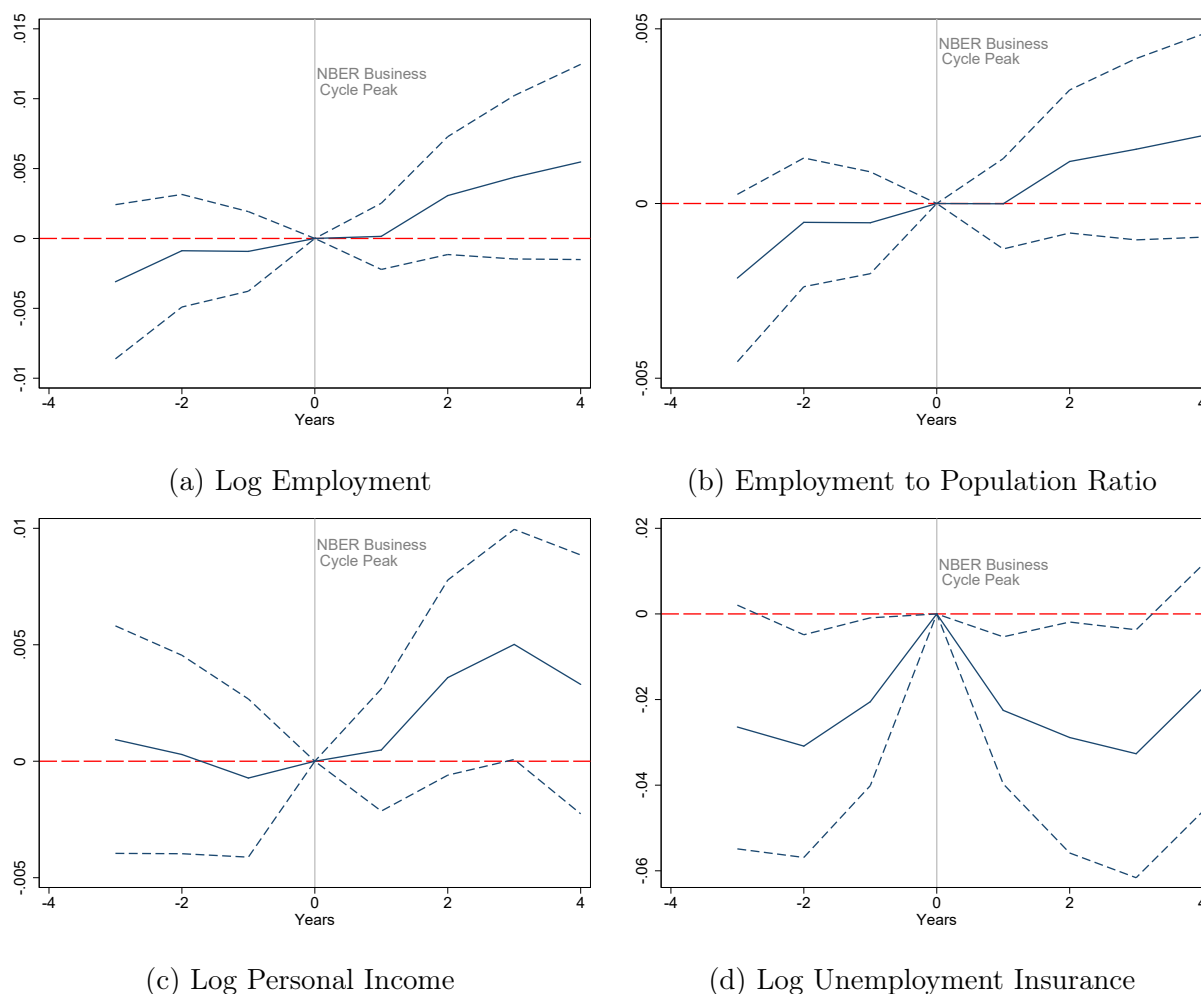 .015
.01
.005
0
-.005
-.01
NBER Business
Cycle Peak
-4
-2
0
2
4
Years
(a) Log Employment
.005
0
-.005
NBER Business
Cycle Peak
-4
-2
0
2
4
Years
(b) Employment to Population Ratio
.01
.005
0
-.005
NBER Business
Cycle Peak
-4
-2
0
2
4
Years
(c) Log Personal Income
.02
0
-.02
-.04
-.06
NBER Business
Cycle Peak
-4
-2
0
2
4
Years
(d) Log Unemployment Insurance